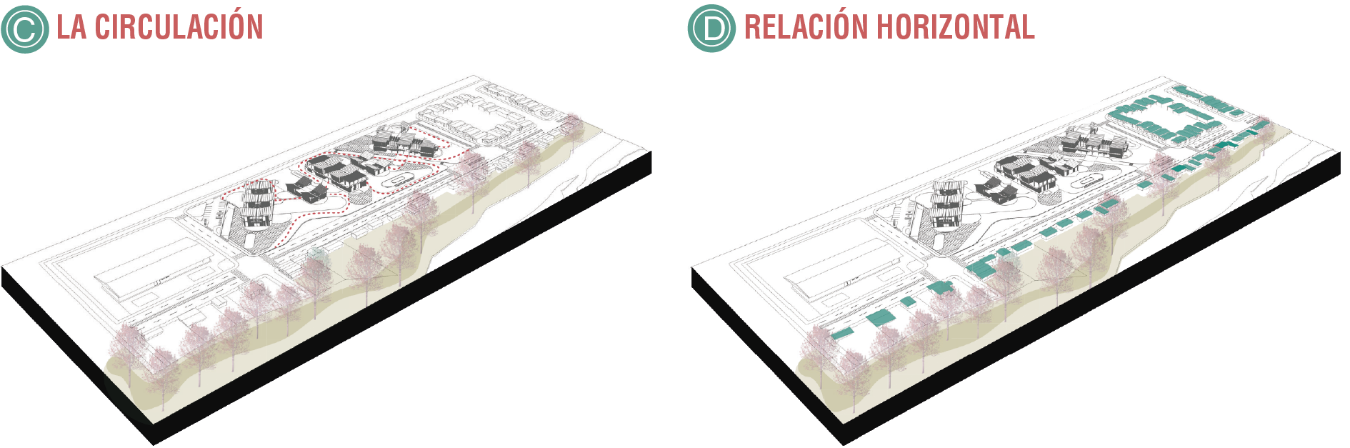 C LA CIRCULACIÓN
D RELACIÓN HORIZONTAL